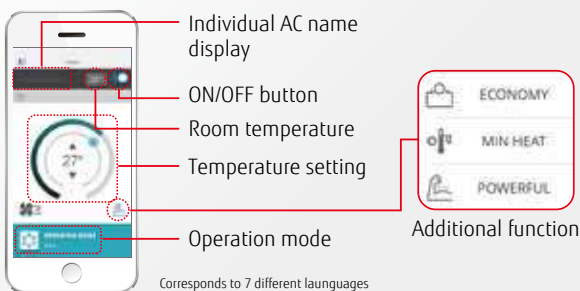 Individual AC name
display
ON/OFF button
Room temperature
Temperature setting
27°
Operation mode
ECONOMY
MIN HEAT
POWERFUL
Additional function
Corresponds to 7 different launguages